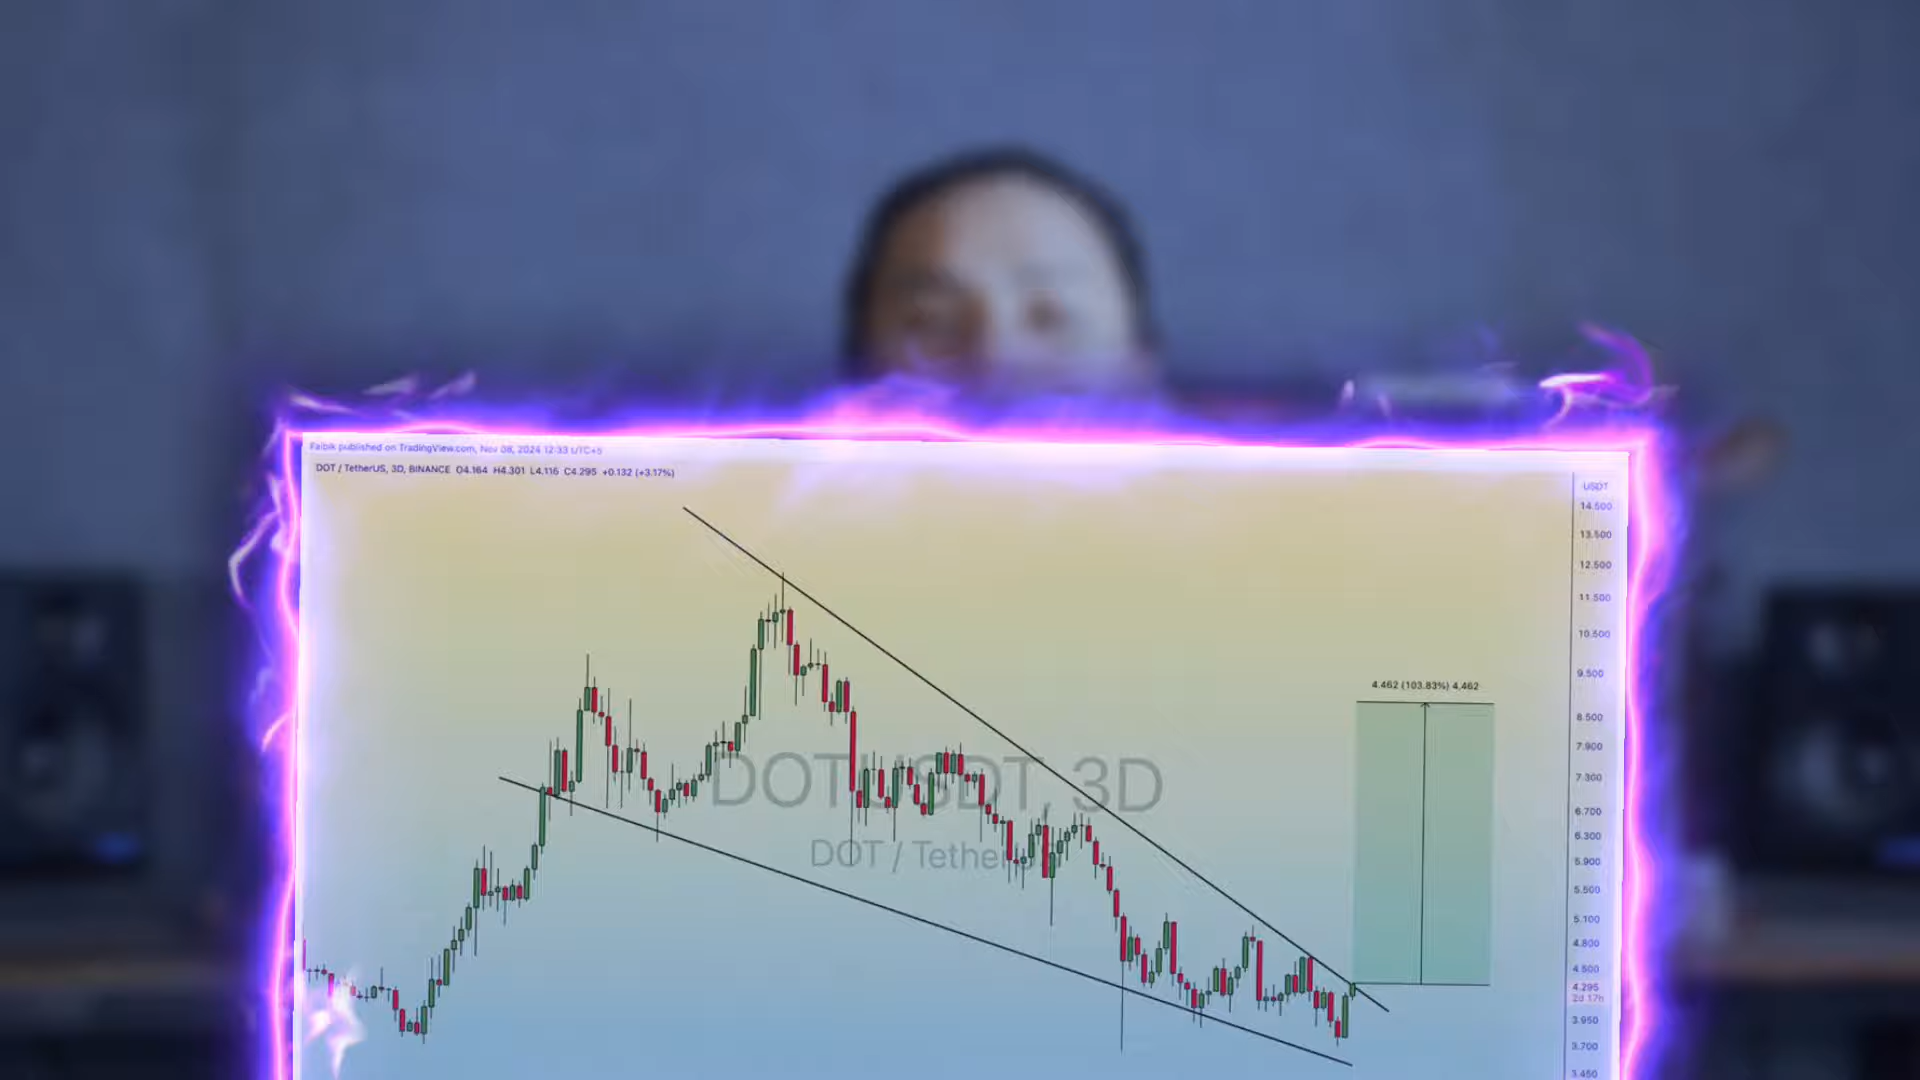 Faibik published on TradingView.com, Nov 08, 2024 12:33 UTC+5
DOT / TetherUS, 3D, BINANCE O4.164 H4.301 L4.116 C4.295 +0.132 (+3.17%)
USDT
14.500
13.500
12.500
11.500
10.500
9.500
4.462 (103.83%) 4,462
8.500
7.900
7.300
DOTUSDT, 3D
6.700
6.300
DOT / TetherUS
5.900
5.500
5.100
4.800
4.500
4.295
2d 17h
3.950
3.700
3.450